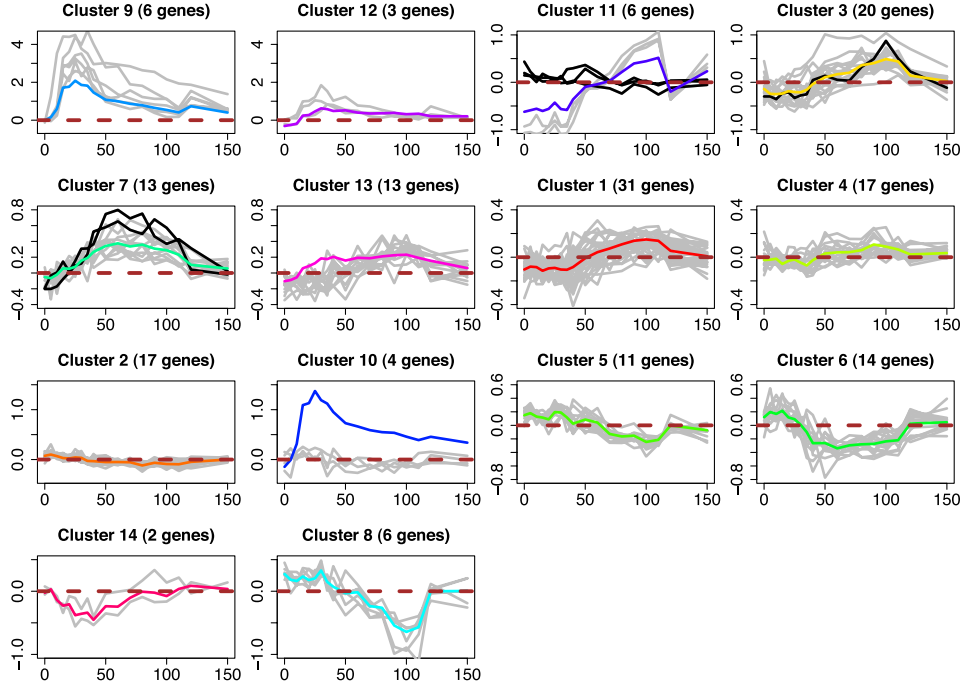 Cluster 9 (6 genes) Cluster 12 (3 genes) Cluster 11 (6 genes) Cluster 3 (20 genes)
4 4 1.0 1.0
2 2 0.0 0.0
0 0 −1.0 −1.0
0 50 100 150 0 50 100 150 0 50 100 150 0 50 100 150
Cluster 7 (13 genes) Cluster 13 (13 genes) Cluster 1 (31 genes) Cluster 4 (17 genes)
0.8 0.8 0.4 0.4
0.2 0.2 0.0 0.0
−0.4 −0.4 −0.4 −0.4
0 50 100 150 0 50 100 150 0 50 100 150 0 50 100 150
Cluster 2 (17 genes) Cluster 10 (4 genes) Cluster 5 (11 genes) Cluster 6 (14 genes)
1.0 1.0 0.6 0.6
0.0 0.0 0.0 0.0
−0.8 −0.8
0 50 100 150 0 50 100 150 0 50 100 150 0 50 100 150
Cluster 14 (2 genes) Cluster 8 (6 genes)
0.0 0.0
−1.0 −1.0
0 50 100 150 0 50 100 150